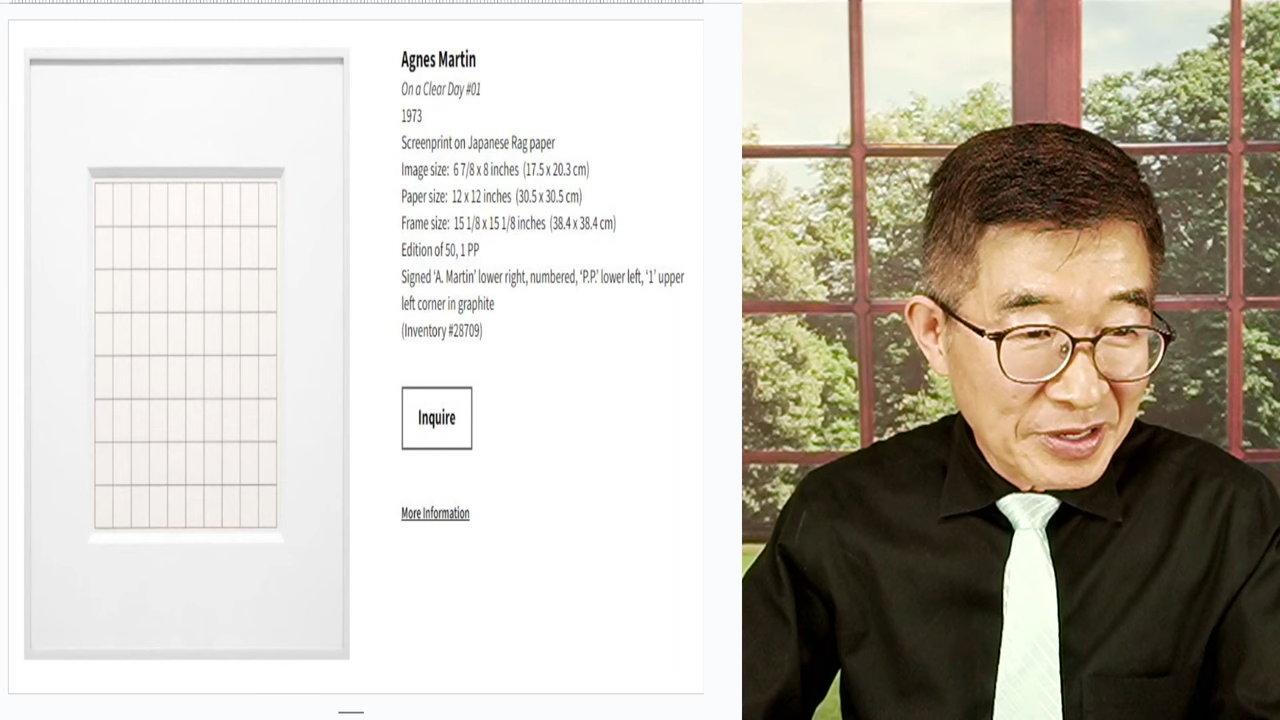 Agnes Martin
On a Clear Day #01
1973
Screenprint on Japanese Rag paper
Image size: 6 7/8 x 8 inches (17.5 x 20.3 cm)
Paper size: 12 x 12 inches (30.5 x 30.5 cm)
Frame size: 15 1/8 x 15 1/8 inches (38.4 x 38.4 cm)
Edition of 50, 1 PP
Signed ‘A. Martin’ lower right, numbered, ‘P.P.’ lower left, ‘1’ upper
left corner in graphite
(Inventory #28709)
Inquire
More Information